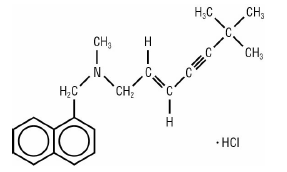 H₃C CH₃
CH₃ H C
N C C CH₃
H₂C CH₂ C C
H
· HCl